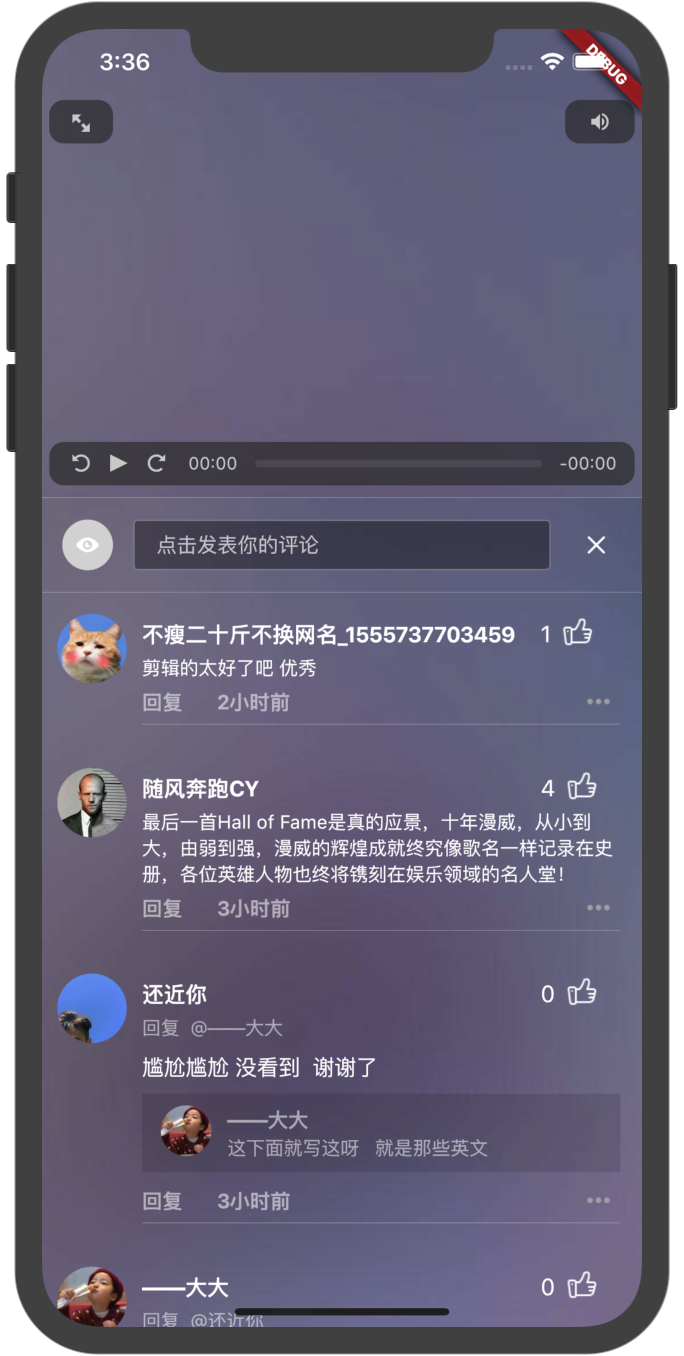 3:36
DEBUG
00:00
-00:00
点击发表你的评论
不瘦二十斤不换网名_1555737703459
1
剪辑的太好了吧 优秀
回复 2小时前
随风奔跑CY
4
最后一首Hall of Fame是真的应景，十年漫威，从小到
大，由弱到强，漫威的辉煌成就终究像歌名一样记录在史
册，各位英雄人物也终将镌刻在娱乐领域的名人堂！
回复 3小时前
还近你
0
回复 @——大大
尴尬尴尬 没看到 谢谢了
——大大
这下面就写这呀 就是那些英文
回复 3小时前
——大大
0
回复 @还近你